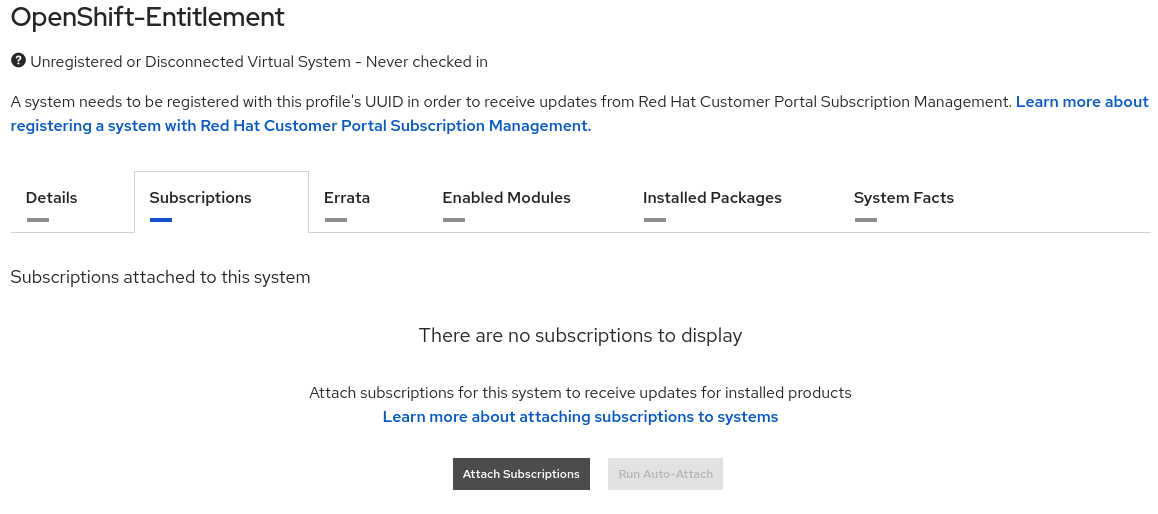 OpenShift-Entitlement
Unregistered or Disconnected Virtual System - Never checked in
A system needs to be registered with this profile's UUID in order to receive updates from Red Hat Customer Portal Subscription Management. Learn more about
registering a system with Red Hat Customer Portal Subscription Management.
Details Subscriptions Errata Enabled Modules Installed Packages System Facts
Subscriptions attached to this system
There are no subscriptions to display
Attach subscriptions for this system to receive updates for installed products
Learn more about attaching subscriptions to systems
Attach Subscriptions Run Auto-Attach